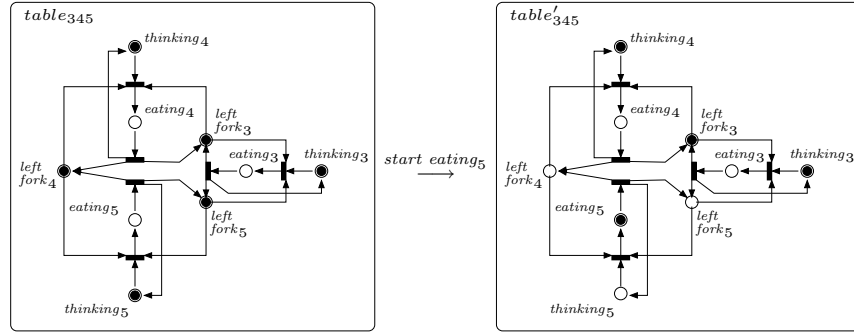 table₃₄₅
thinking₄
eating₄
left
fork₃
eating₃
thinking₃
left
fork₄
eating₅
left
fork₅
thinking₅
start eating₅
table′₃₄₅
thinking₄
eating₄
left
fork₃
eating₃
thinking₃
left
fork₄
eating₅
left
fork₅
thinking₅